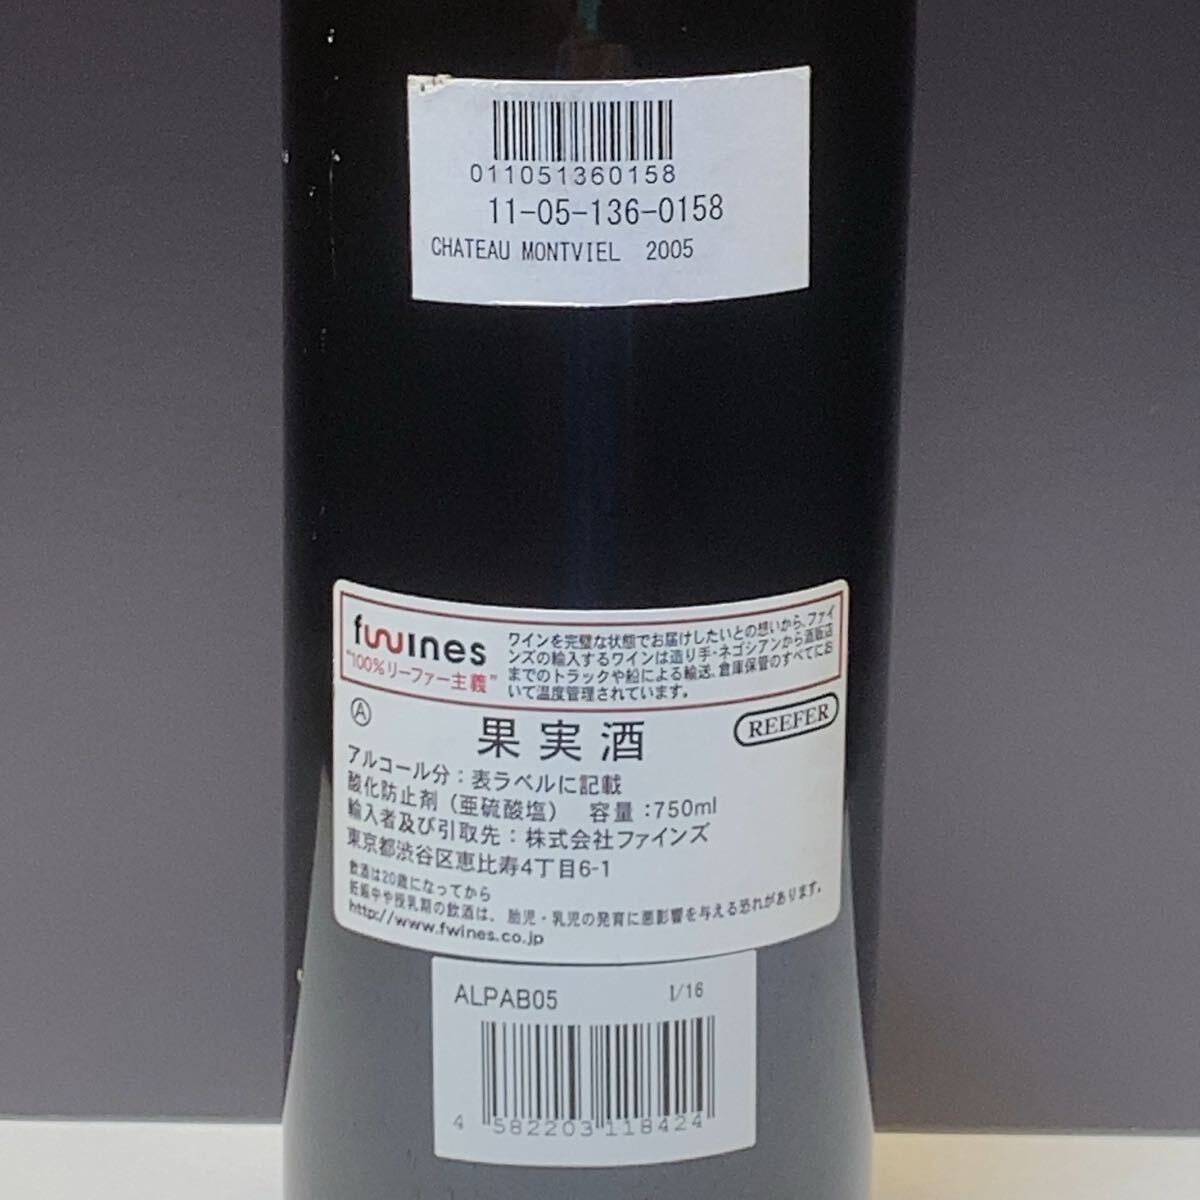 011051360158
11-05-136-0158
CHATEAU MONTVIEL 2005
fwines
"100%リーファー主義"
ワインを完璧な状態でお届けしたいとの想いから、ファイ
ンズの輸入するワインは造り手・ネゴシアンから酒販店
までのトラックや船による輸送、倉庫保管のすべてにお
いて温度管理されています。
A
果実酒
REEFER
アルコール分:表ラベルに記載
酸化防止剤(亜硫酸塩) 容量:750ml
輸入者及び引取先:株式会社ファインズ
東京都渋谷区恵比寿4丁目6-1
飲酒は20歳になってから
妊娠中や授乳期の飲酒は、胎児・乳児の発育に悪影響を与える恐れがあります。
http://www.fwines.co.jp
ALPAB05 I/16
4 582203 118424